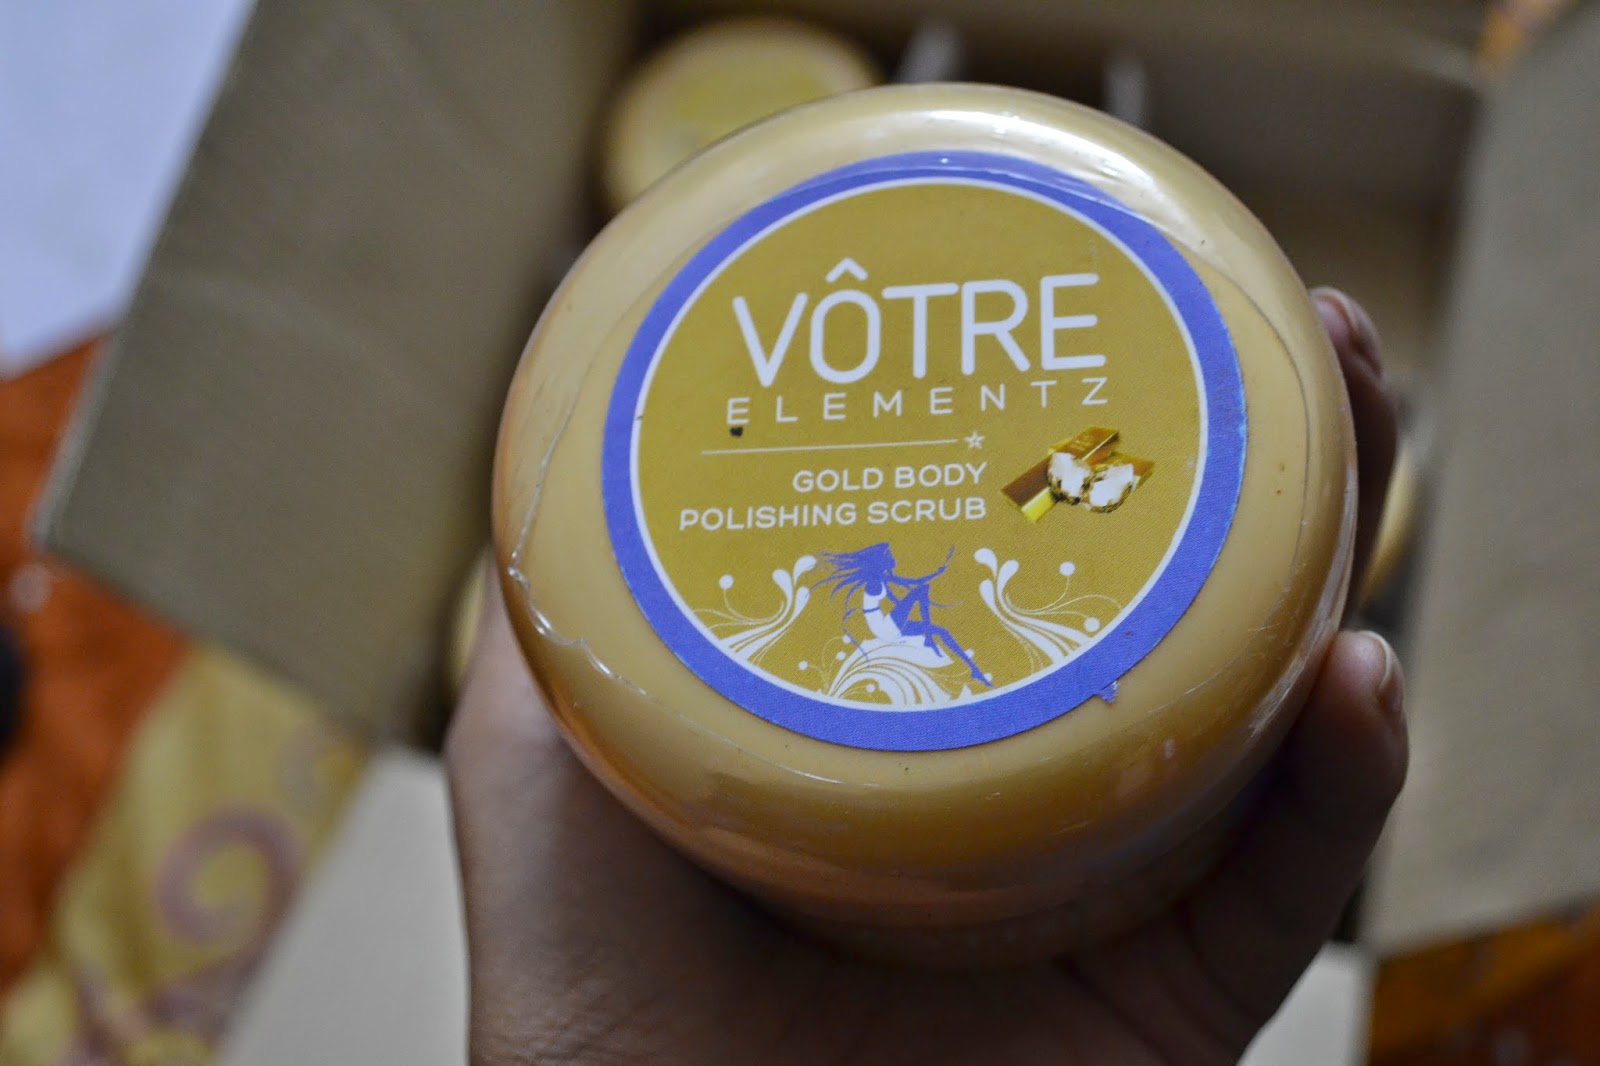 VÔTRE
ELEMENTZ
GOLD BODY
POLISHING SCRUB